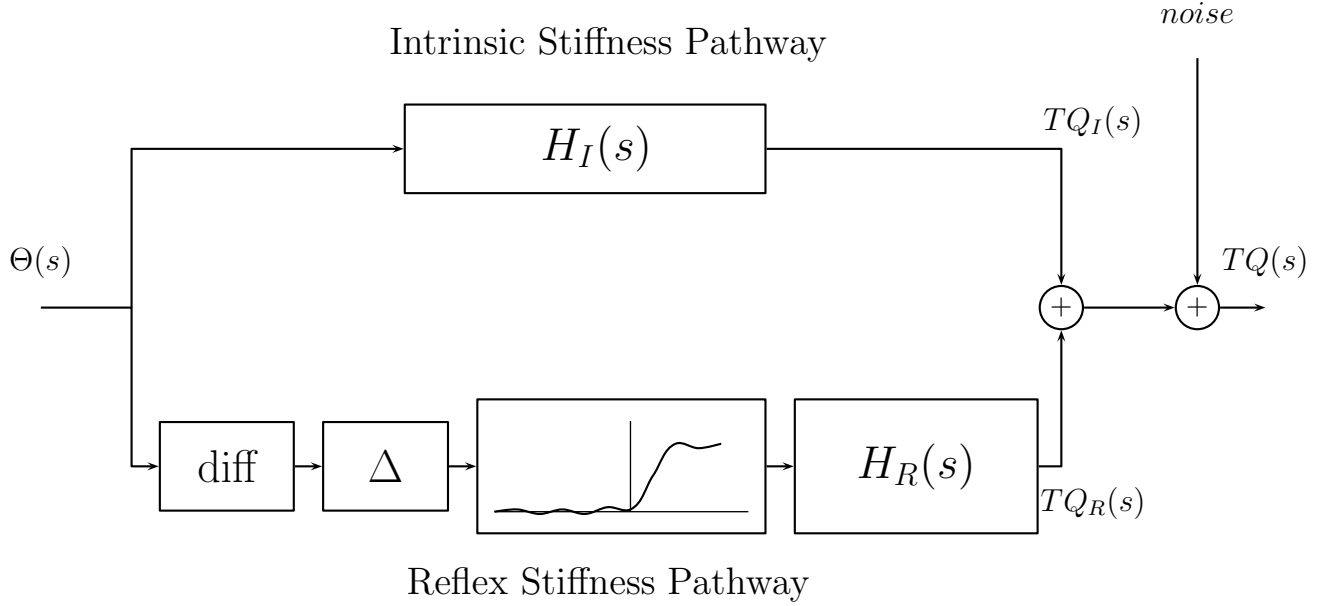 noise
Intrinsic Stiffness Pathway
H_I(s)
TQ_I(s)
Θ(s)
+
+
TQ(s)
diff
Δ
H_R(s)
TQ_R(s)
Reflex Stiffness Pathway